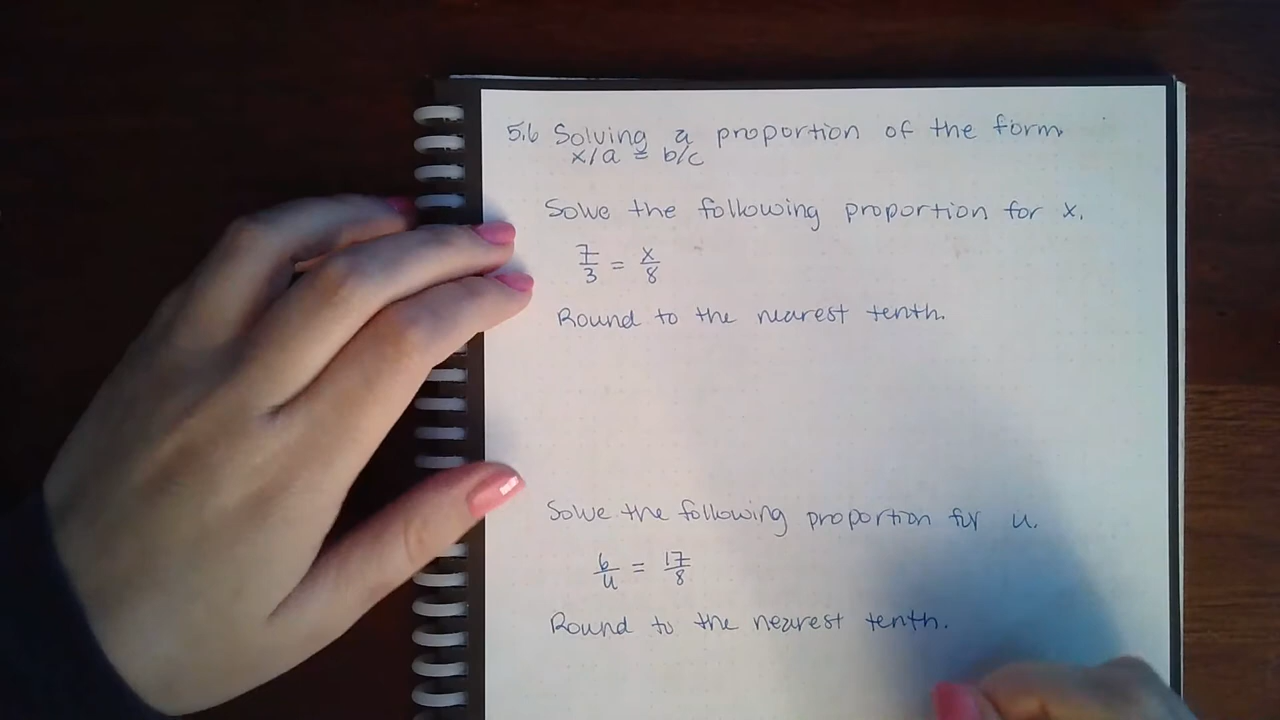 5.6 Solving a proportion of the form
x/a = b/c
Solve the following proportion for x.
7/3 = x/8
Round to the nearest tenth.
Solve the following proportion for u.
6/u = 17/8
Round to the nearest tenth.